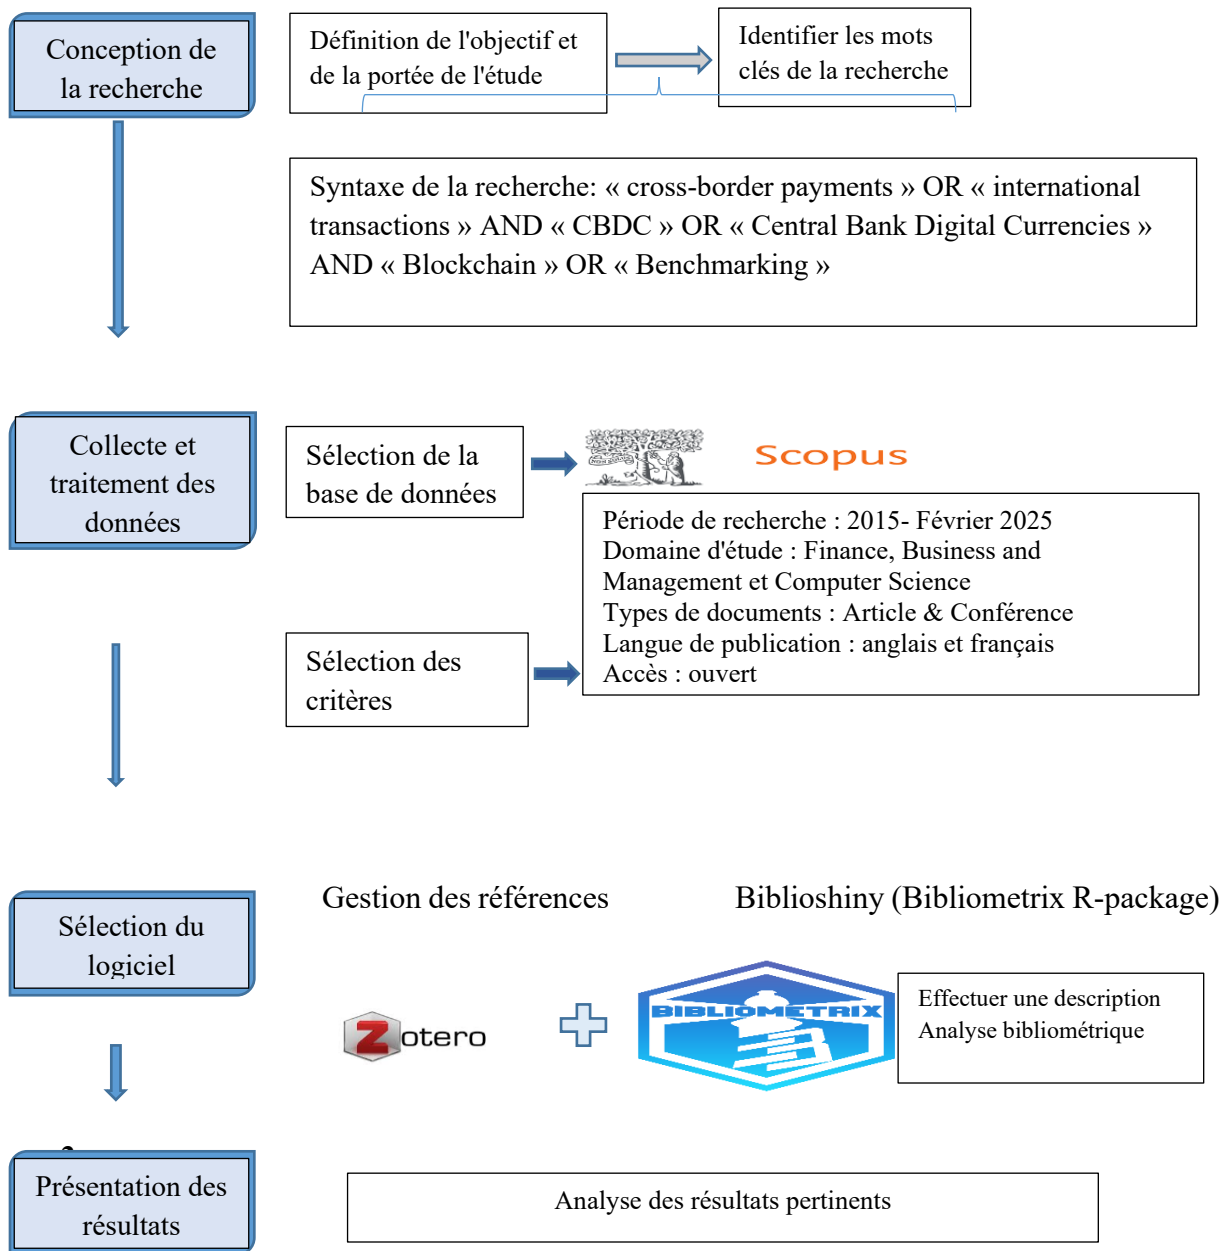 Conception de
la recherche
Définition de l'objectif et
de la portée de l'étude
Identifier les mots
clés de la recherche
Syntaxe de la recherche: « cross-border payments » OR « international
transactions » AND « CBDC » OR « Central Bank Digital Currencies »
AND « Blockchain » OR « Benchmarking »
Collecte et
traitement des
données
Sélection de la
base de données
Scopus
Période de recherche : 2015- Février 2025
Domaine d'étude : Finance, Business and
Management et Computer Science
Types de documents : Article & Conférence
Langue de publication : anglais et français
Accès : ouvert
Sélection des
critères
Sélection du
logiciel
Gestion des références
Biblioshiny (Bibliometrix R-package)
Zotero
BIBLIOMETRIX
Effectuer une description
Analyse bibliométrique
Présentation des
résultats
Analyse des résultats pertinents